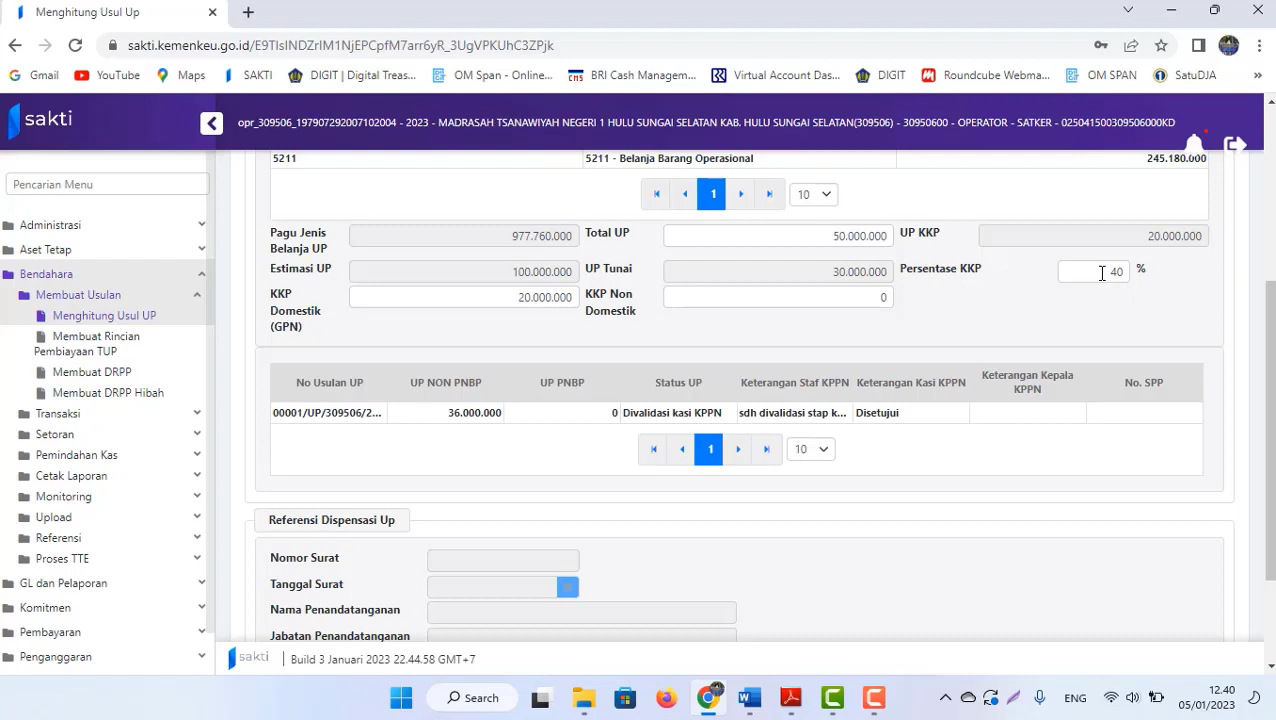 Menghitung Usul Up
sakti.kemenkeu.go.id/E9TIsINDZrIM1NjEPCpfM7arr6yR_3UgVPKUhC3ZPjk
Gmail YouTube Maps SAKTI DIGIT | Digital Treas... OM Span - Online... BRI Cash Managem... Virtual Account Das... DIGIT Roundcube Webma... OM SPAN SatuDJA »
sakti
opr_309506_197907292007102004 - 2023 - MADRASAH TSANAWIYAH NEGERI 1 HULU SUNGAI SELATAN KAB. HULU SUNGAI SELATAN(309506) - 30950600 - OPERATOR - SATKER - 025041500309506000KD
Pencarian Menu
Administrasi
Aset Tetap
Bendahara
Membuat Usulan
Menghitung Usul UP
Membuat Rincian
Pembiayaan TUP
Membuat DRPP
Membuat DRPP Hibah
Transaksi
Setoran
Pemindahan Kas
Cetak Laporan
Monitoring
Upload
Referensi
Proses TTE
GL dan Pelaporan
Komitmen
Pembayaran
Penganggaran
5211 5211 - Belanja Barang Operasional 245.180.000
1 10
Pagu Jenis
Belanja UP
977.760.000
Total UP 50.000.000
UP KKP 20.000.000
Estimasi UP 100.000.000
UP Tunai 30.000.000
Persentase KKP 40 %
KKP
Domestik
(GPN)
20.000.000
KKP Non
Domestik
0
No Usulan UP UP NON PNBP UP PNBP Status UP Keterangan Staf KPPN Keterangan Kasi KPPN Keterangan Kepala
KPPN
No. SPP
00001/UP/309506/2... 36.000.000 0 Divalidasi kasi KPPN sdh divalidasi stap k... Disetujui
1 10
Referensi Dispensasi Up
Nomor Surat
Tanggal Surat
Nama Penandatanganan
Jabatan Penandatanganan
sakti | Build 3 Januari 2023 22.44.58 GMT+7
Search
ENG
12.40
05/01/2023